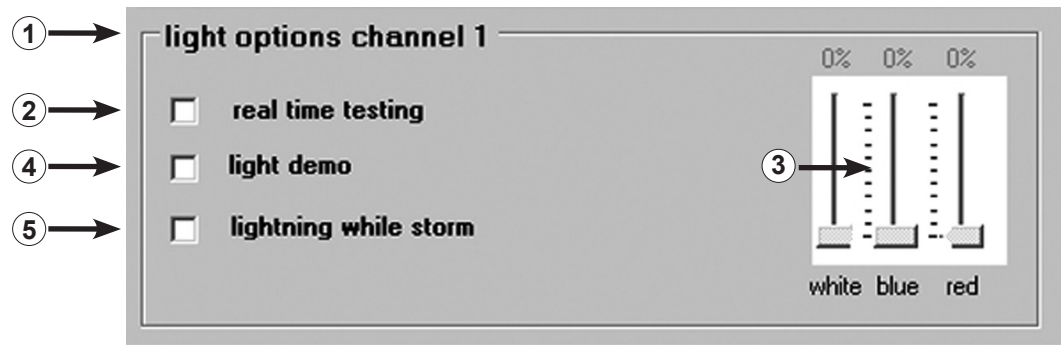 1
light options channel 1
0% 0% 0%
2
real time testing
4
light demo
3
5
lightning while storm
white blue red